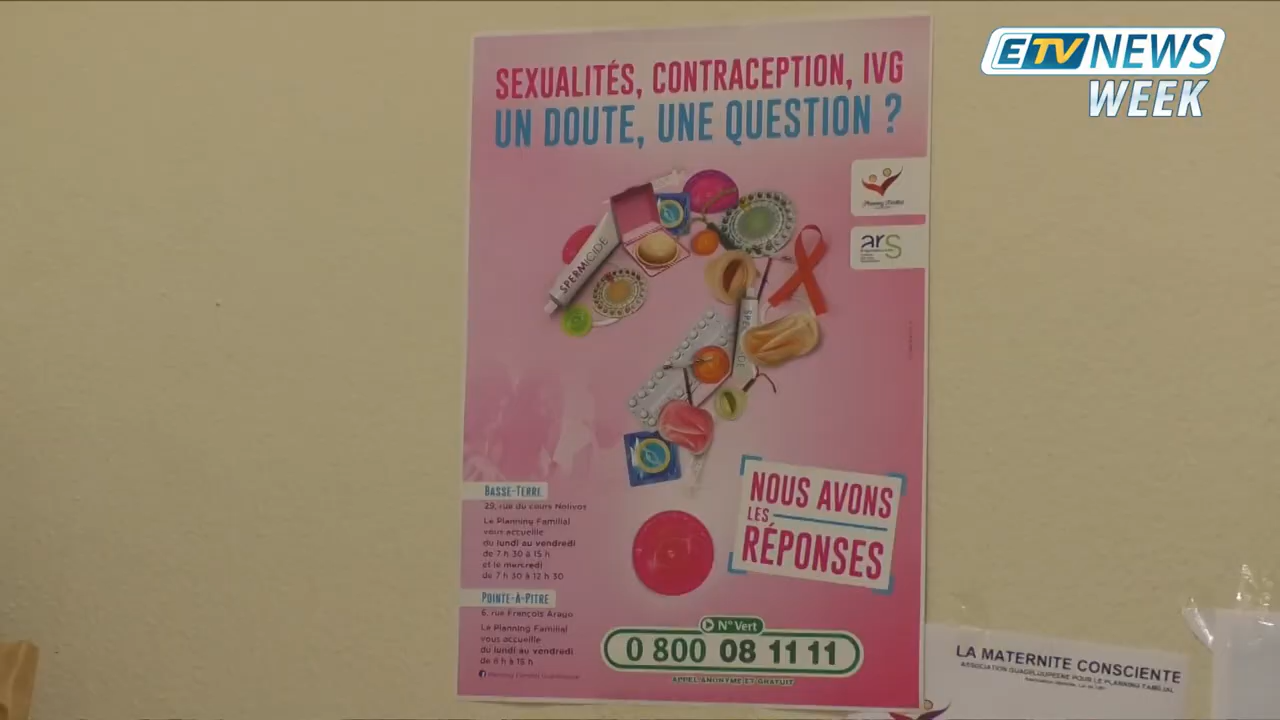 ETV NEWS
WEEK
SEXUALITÉS, CONTRACEPTION, IVG
UN DOUTE, UNE QUESTION ?
Planning Familial
ars
SPERMICIDE
NOUS AVONS
LES
RÉPONSES
BASSE-TERRE
29, rue du cours Nolivos
Le Planning Familial
vous accueille
du lundi au vendredi
de 7 h 30 à 15 h
et le mercredi
de 7 h 30 à 12 h 30
POINTE-À-PITRE
6, rue François Arago
Le Planning Familial
vous accueille
du lundi au vendredi
de 8 h à 15 h
N° Vert
0 800 08 11 11
APPEL ANONYME ET GRATUIT
LA MATERNITE CONSCIENTE
ASSOCIATION GUADELOUPEENNE POUR LE PLANNING FAMILIAL